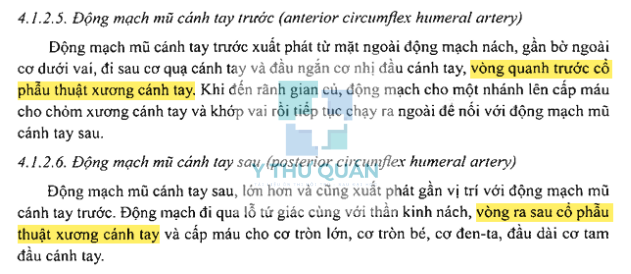 4.1.2.5. Động mạch mũ cánh tay trước (anterior circumflex humeral artery)
Động mạch mũ cánh tay trước xuất phát từ mặt ngoài động mạch nách, gần bờ ngoài
cơ dưới vai, đi sau cơ quạ cánh tay và đầu ngắn cơ nhị đầu cánh tay, vòng quanh trước cổ
phẫu thuật xương cánh tay. Khi đến rãnh gian củ, động mạch cho một nhánh lên cấp máu
cho chỏm xương cánh tay và khớp vai rồi tiếp tục chạy ra ngoài để nối với động mạch mũ
cánh tay sau.
4.1.2.6. Động mạch mũ cánh tay sau (posterior circumflex humeral artery)
Y THƯ QUÁN
Động mạch mũ cánh tay sau, lớn hơn và cũng xuất phát gần vị trí với động mạch mũ
cánh tay trước. Động mạch đi qua lỗ tứ giác cùng với thần kinh nách, vòng ra sau cổ phẫu
thuật xương cánh tay và cấp máu cho cơ tròn lớn, cơ tròn bé, cơ đen-ta, đầu dài cơ tam
đầu cánh tay.